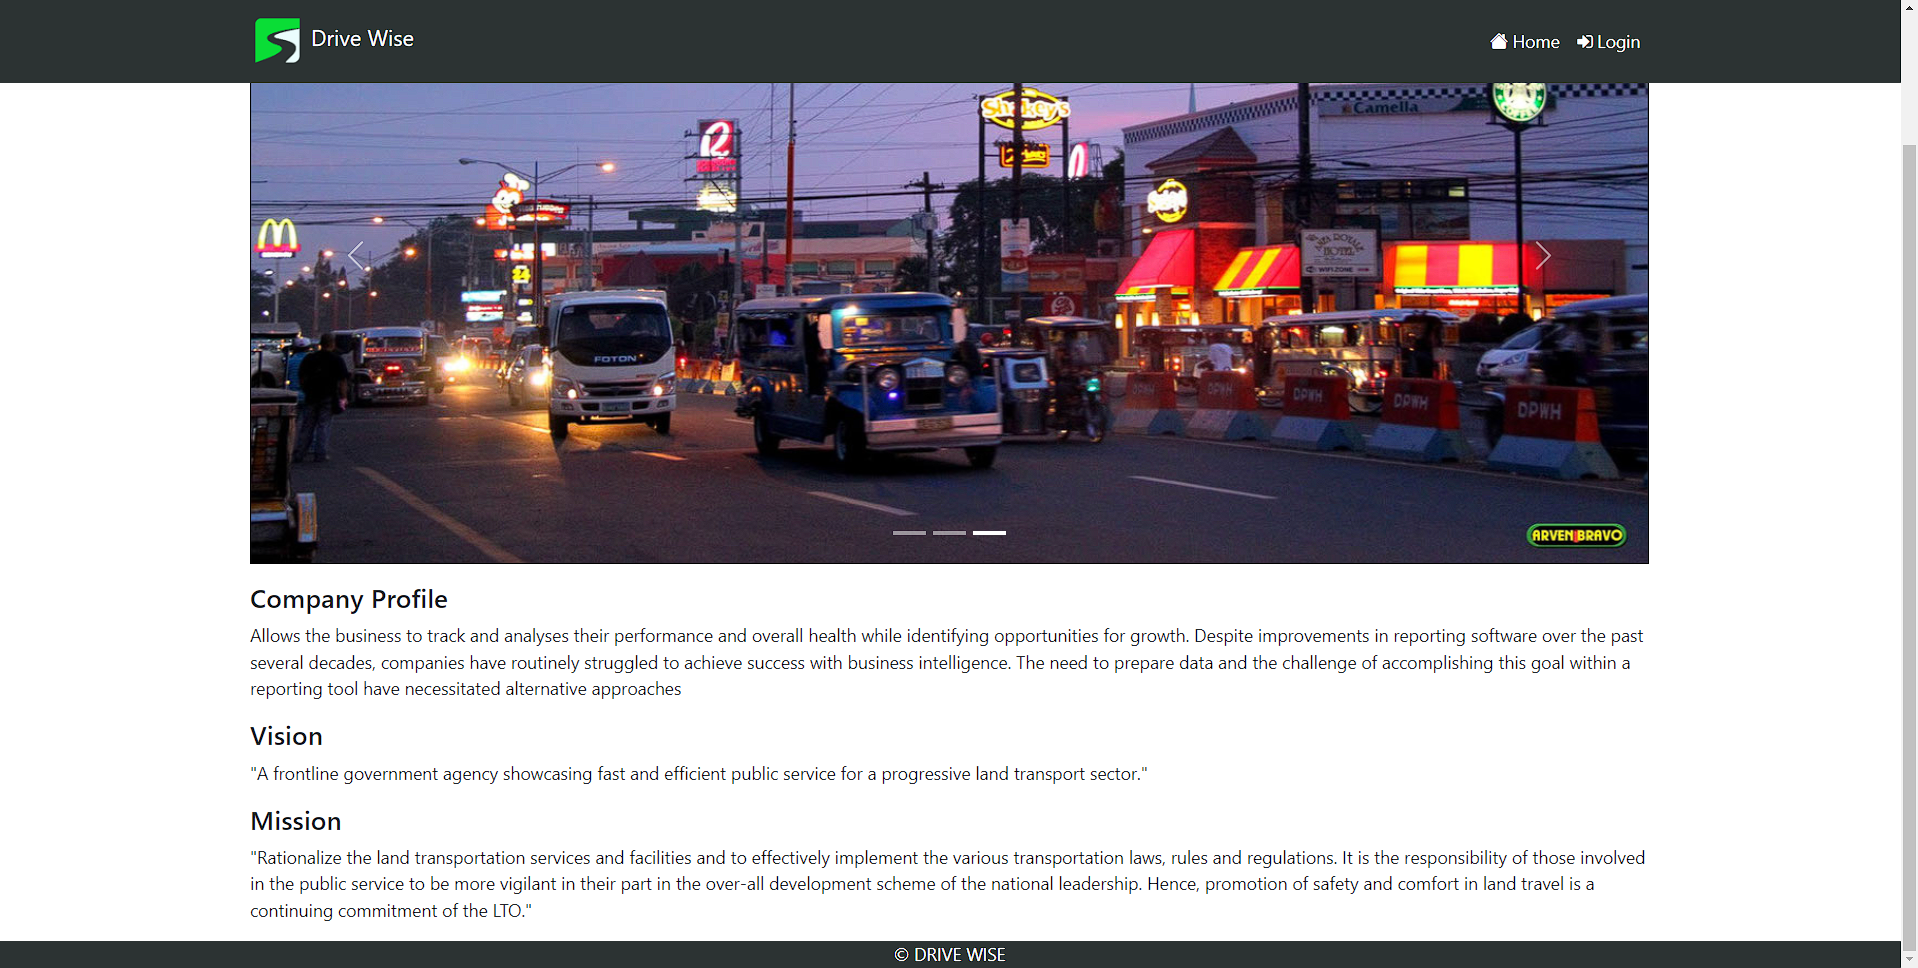 Drive Wise
Home
Login
Shakey's
Camella
FOTON
DPWH
DPWH
DPWH
DPWH
DPWH
HOTEL
WIFI ZONE
ARVEN BRAVO
Company Profile
Allows the business to track and analyses their performance and overall health while identifying opportunities for growth. Despite improvements in reporting software over the past
several decades, companies have routinely struggled to achieve success with business intelligence. The need to prepare data and the challenge of accomplishing this goal within a
reporting tool have necessitated alternative approaches
Vision
"A frontline government agency showcasing fast and efficient public service for a progressive land transport sector."
Mission
"Rationalize the land transportation services and facilities and to effectively implement the various transportation laws, rules and regulations. It is the responsibility of those involved
in the public service to be more vigilant in their part in the over-all development scheme of the national leadership. Hence, promotion of safety and comfort in land travel is a
continuing commitment of the LTO."
© DRIVE WISE